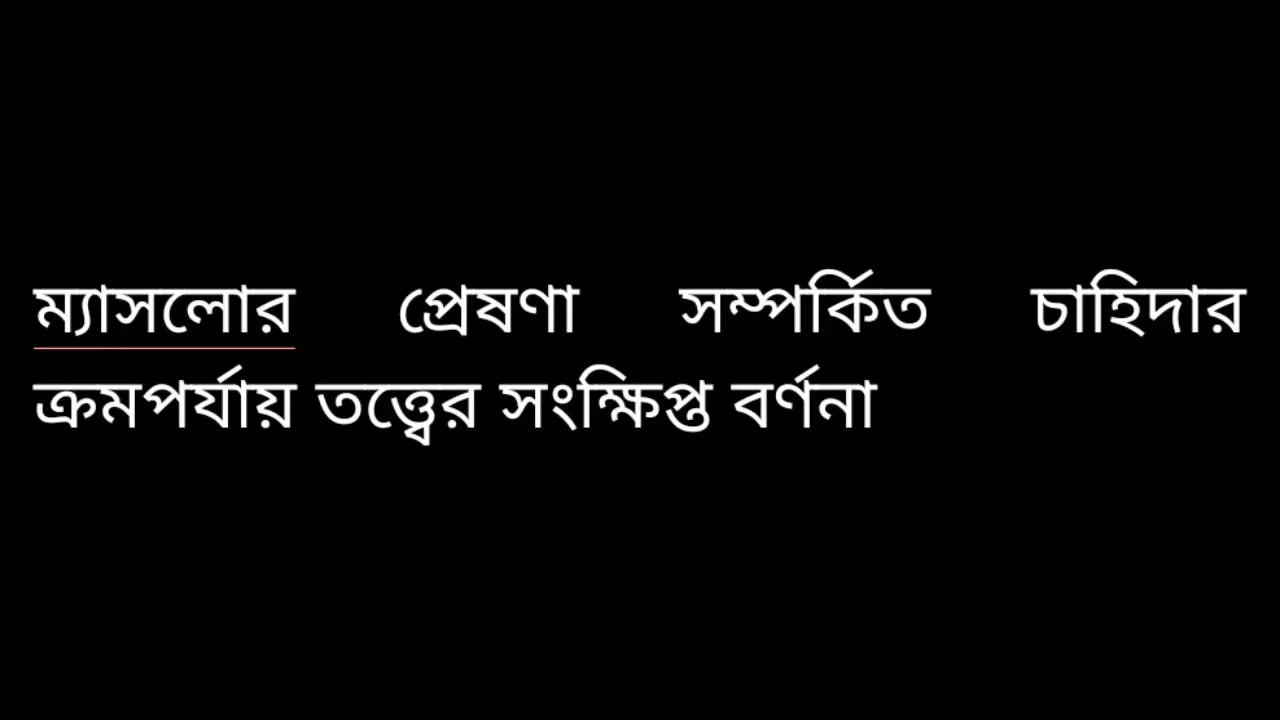 ম্যাসলোর প্রেষণা সম্পর্কিত চাহিদার
ক্রমপর্যায় তত্ত্বের সংক্ষিপ্ত বর্ণনা